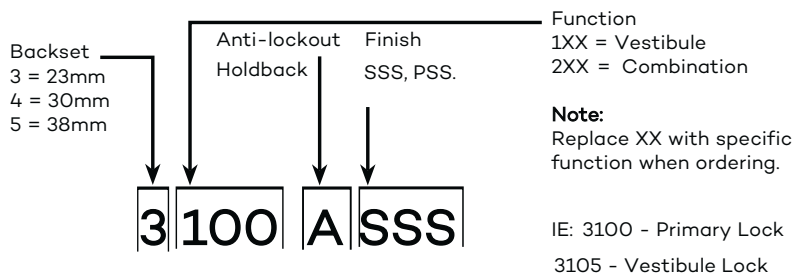 Backset
3 = 23mm
4 = 30mm
5 = 38mm
Anti-lockout
Holdback
Finish
SSS, PSS.
Function
1XX = Vestibule
2XX = Combination
Note:
Replace XX with specific
function when ordering.
3 100 A SSS
IE: 3100 - Primary Lock
3105 - Vestibule Lock